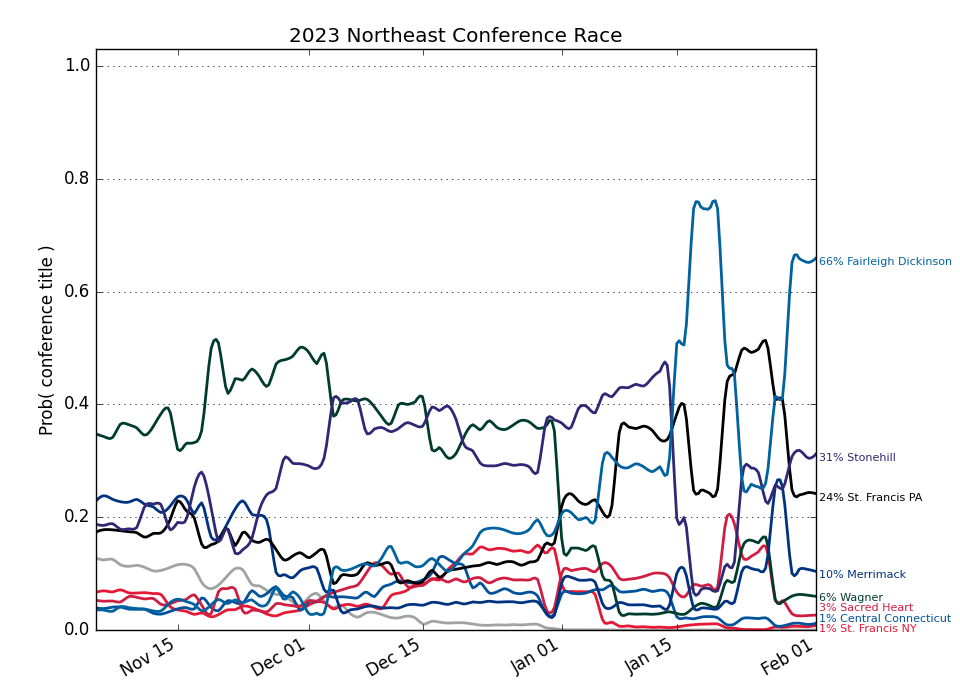 2023 Northeast Conference Race
Prob( conference title )
1.0
0.8
0.6
0.4
0.2
0.0
Nov 15
Dec 01
Dec 15
Jan 01
Jan 15
Feb 01
66% Fairleigh Dickinson
31% Stonehill
24% St. Francis PA
10% Merrimack
6% Wagner
3% Sacred Heart
1% Central Connecticut
1% St. Francis NY